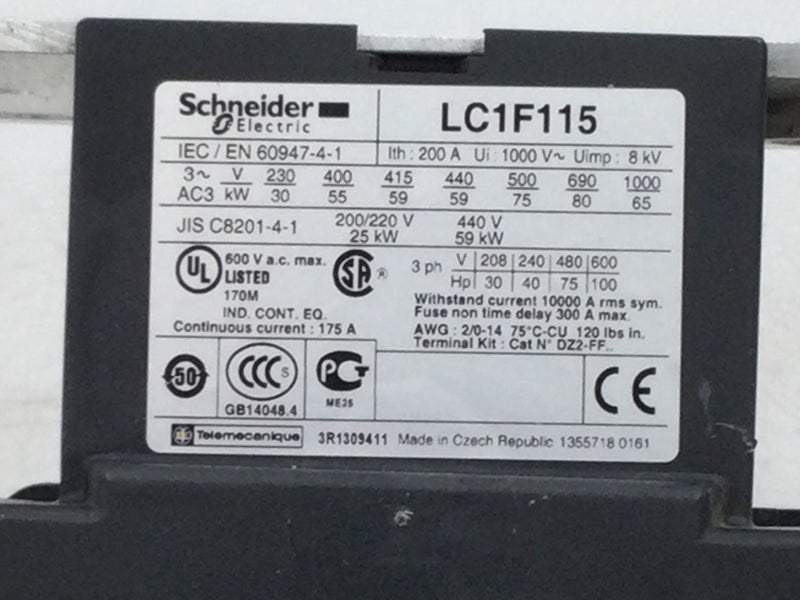 Schneider Electric
LC1F115
IEC / EN 60947-4-1
Ith : 200 A Ui : 1000 V~ Uimp : 8 kV
3~ V 230 400 415 440 500 690 1000
AC3 kW 30 55 59 59 75 80 65
JIS C8201-4-1 200/220 V 440 V
25 kW 59 kW
UL LISTED 600 V a.c. max.
170M
IND. CONT. EQ.
Continuous current : 175 A
SA ®
3 ph V 208 240 480 600
Hp 30 40 75 100
Withstand current 10000 A rms sym.
Fuse non time delay 300 A max.
AWG : 2/0-14 75°C-CU 120 lbs in.
Terminal Kit : Cat N° DZ2-FF..
50
CCC S
GB14048.4
PCT
ME25
CE
Telemecanique 3R1309411 Made in Czech Republic 1355718 0161